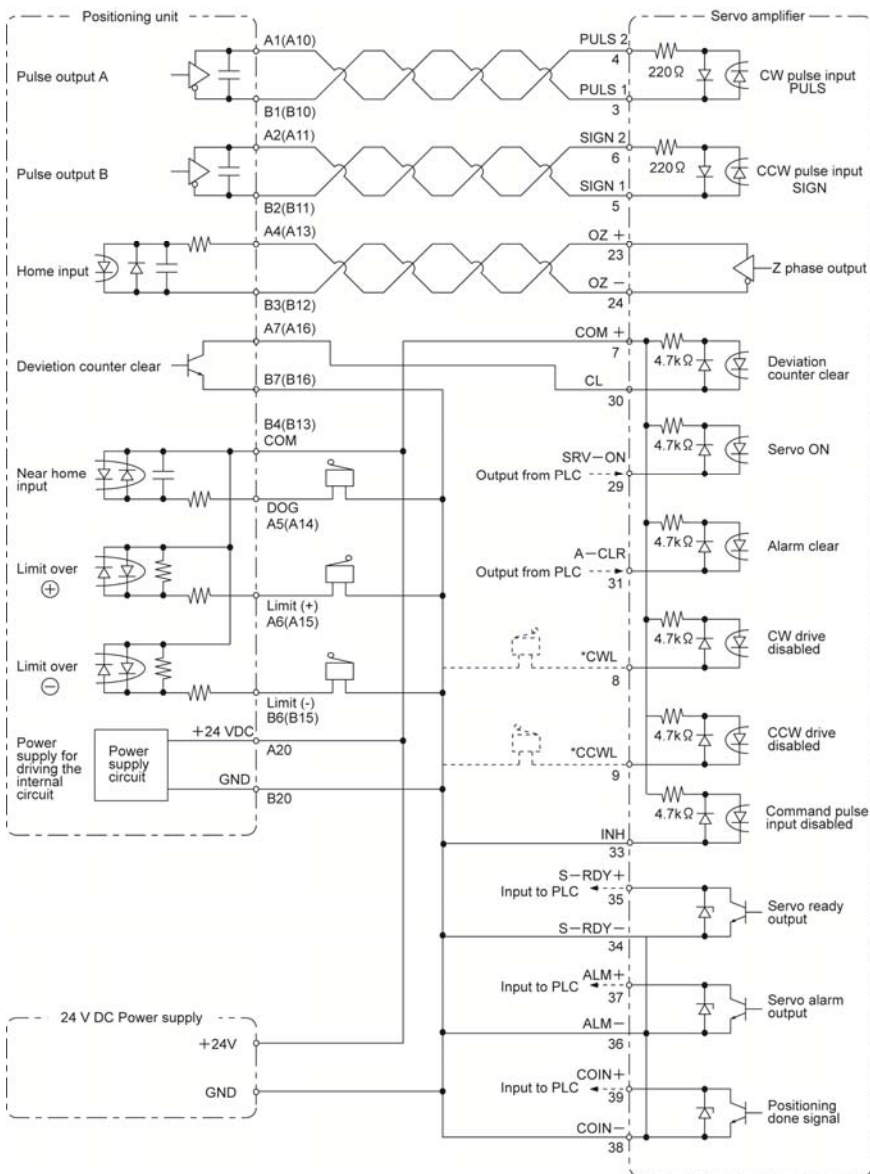 Positioning unit
Servo amplifier
A1(A10)
PULS 2
4
Pulse output A
220Ω
CW pulse input
PULS
PULS 1
3
B1(B10)
A2(A11)
SIGN 2
6
Pulse output B
220Ω
CCW pulse input
SIGN
SIGN 1
5
B2(B11)
A4(A13)
OZ +
23
Home input
Z phase output
OZ −
24
B3(B12)
A7(A16)
COM +
7
Devietion counter clear
4.7kΩ
Deviation
counter clear
CL
30
B7(B16)
B4(B13)
COM
Near home
input
SRV−ON
Output from PLC
29
4.7kΩ
Servo ON
DOG
A5(A14)
A−CLR
Output from PLC
31
4.7kΩ
Alarm clear
Limit over
+
Limit (+)
A6(A15)
*CWL
8
4.7kΩ
CW drive
disabled
Limit over
−
Limit (-)
B6(B15)
+24 VDC
A20
Power
supply for
driving the
internal
circuit
Power
supply
circuit
GND
B20
*CCWL
9
4.7kΩ
CCW drive
disabled
4.7kΩ
Command pulse
input disabled
INH
33
S−RDY+
Input to PLC
35
Servo ready
output
S−RDY−
34
ALM+
Input to PLC
37
Servo alarm
output
ALM−
36
24 V DC Power supply
+24V
GND
COIN+
Input to PLC
39
Positioning
done signal
COIN−
38